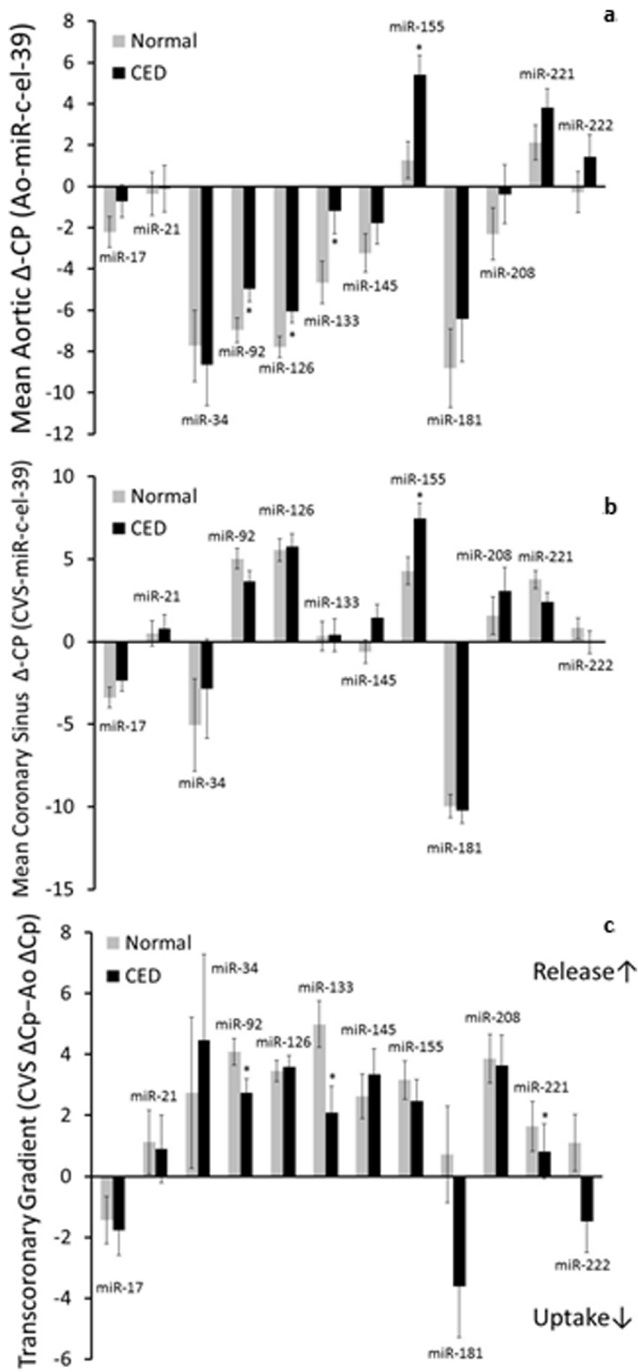 a
Mean Aortic Δ-CP (Ao-miR-c-el-39)
8
6
4
2
0
-2
-4
-6
-8
-10
-12
Normal
CED
miR-17
miR-21
miR-34
miR-92
*
miR-126
*
miR-133
*
miR-145
miR-155
*
miR-181
miR-208
miR-221
miR-222
b
Mean Coronary Sinus Δ-CP (CVS-miR-c-el-39)
10
5
0
-5
-10
-15
Normal
CED
miR-17
miR-21
miR-34
miR-92
miR-126
miR-133
miR-145
miR-155
*
miR-181
miR-208
miR-221
miR-222
c
Transcoronary Gradient (CVS ΔCp–Ao ΔCp)
8
6
4
2
0
-2
-4
-6
Normal
CED
miR-17
miR-21
miR-34
miR-92
*
miR-126
miR-133
*
miR-145
miR-155
miR-181
miR-208
miR-221
*
miR-222
Release↑
Uptake↓